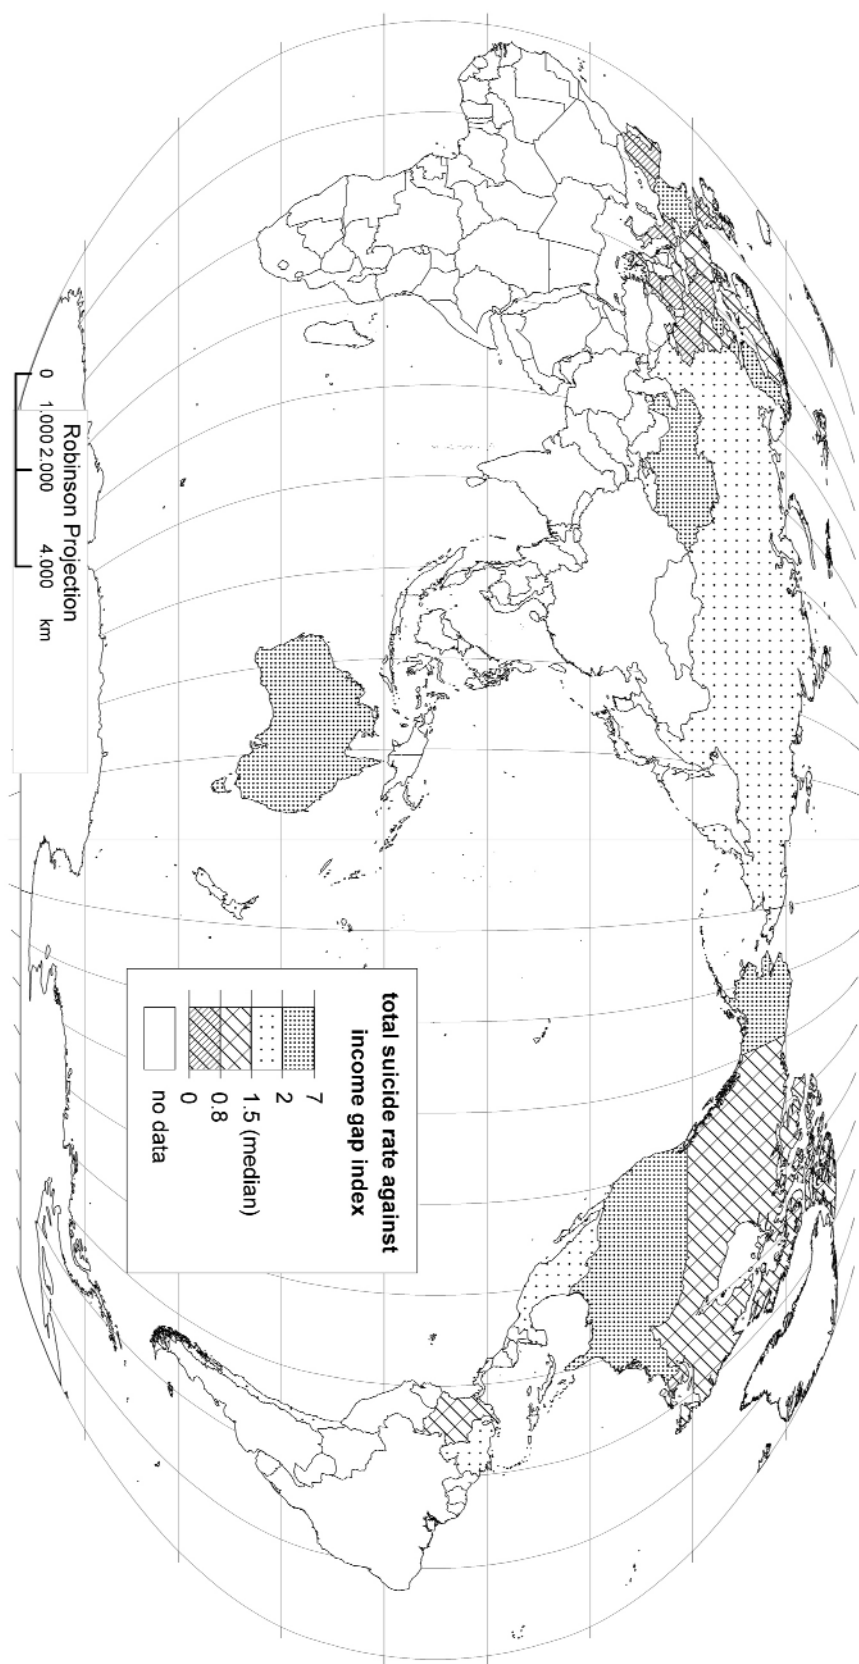 total suicide rate against
income gap index
7
2
1.5 (median)
0.8
0
no data
Robinson Projection
0 1.000 2.000 4.000 km